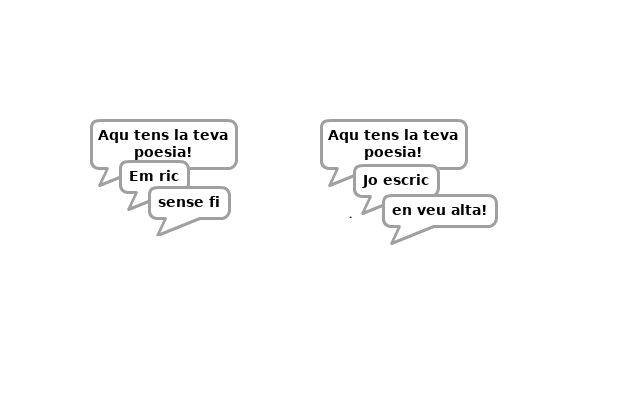 Aqu tens la teva
poesia!
Em ric
sense fi
Aqu tens la teva
poesia!
Jo escric
en veu alta!